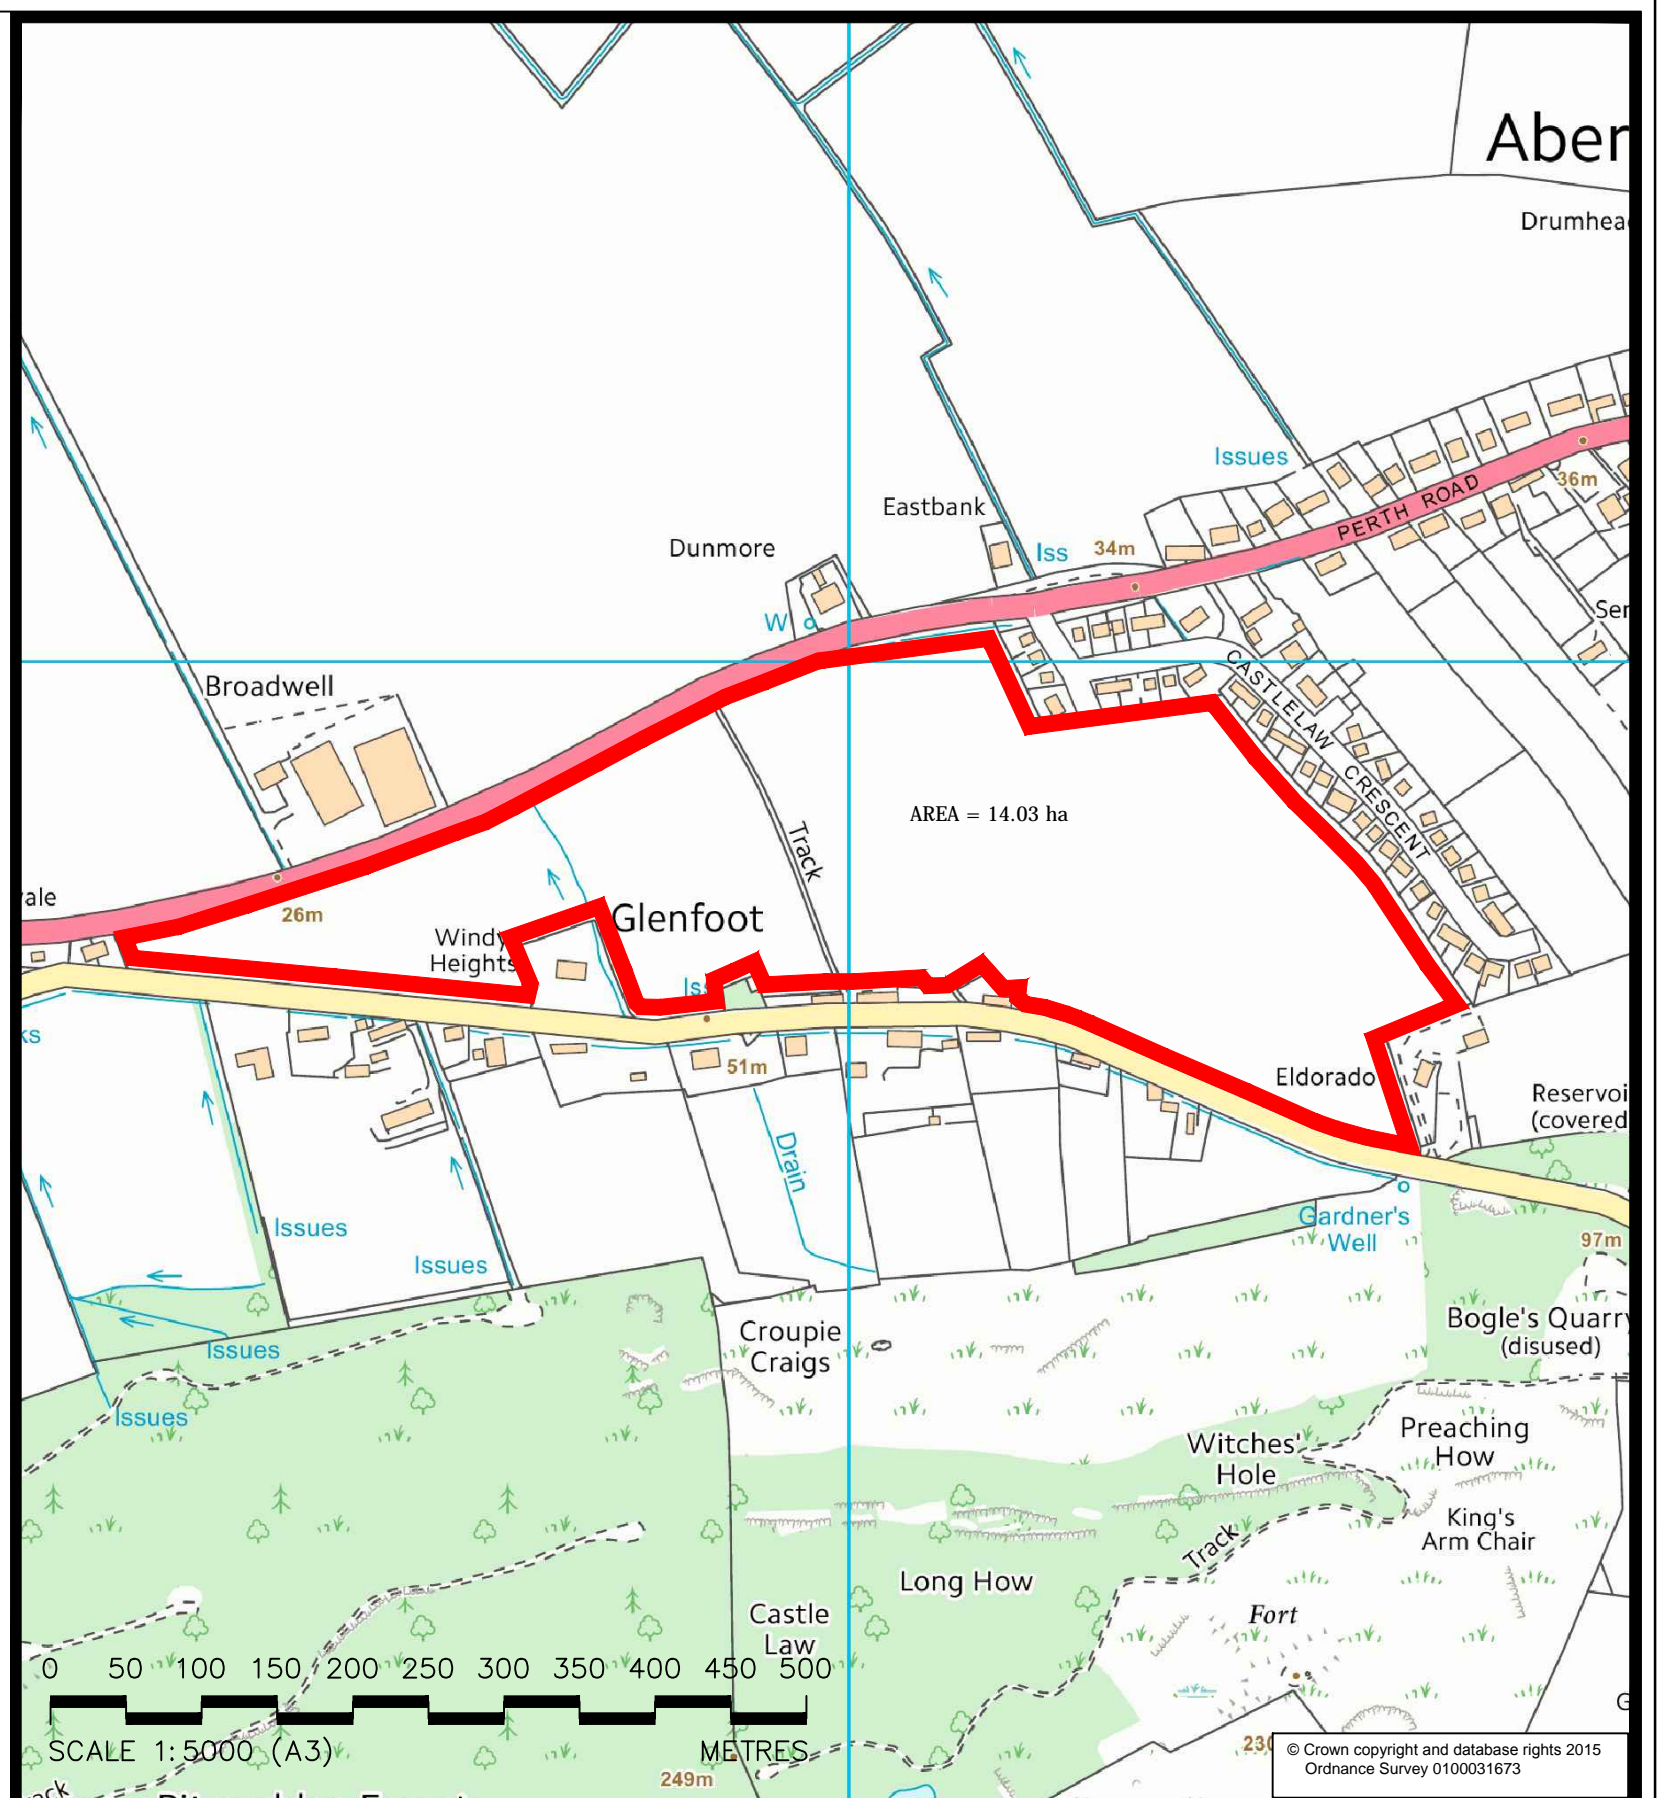 Aber
Drumhea
Issues
36m
PERTH ROAD
Eastbank
Dunmore
Iss
34m
W
Ser
Broadwell
CASTLELAW CRESCENT
AREA = 14.03 ha
Track
ale
26m
Glenfoot
Windy
Heights
Iss
ks
51m
Eldorado
Reservoi
(covered
Drain
Issues
Issues
Gardner's
Well
97m
Croupie
Craigs
Bogle's Quarry
(disused)
Issues
Issues
Preaching
How
Witches'
Hole
King's
Arm Chair
Track
Long How
Fort
Castle
Law
0 50 100 150 200 250 300 350 400 450 500
SCALE 1:5000 (A3)
METRES
249m
230
G
ack
© Crown copyright and database rights 2015
Ordnance Survey 0100031673